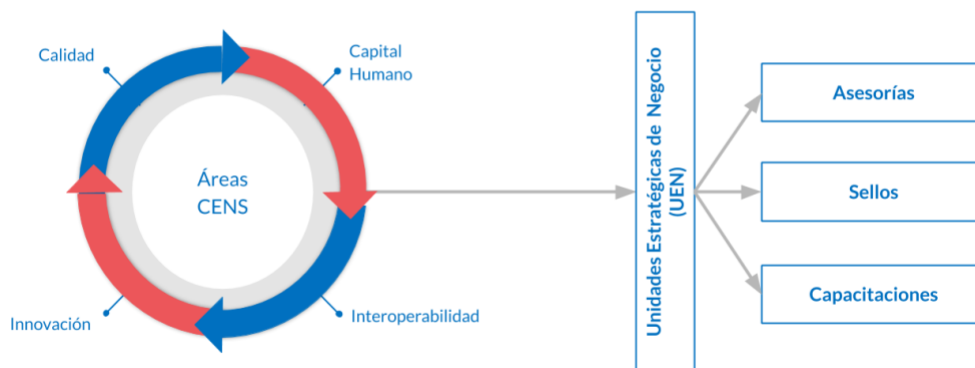 Calidad
Capital
Humano
Áreas
CENS
Innovación
Interoperabilidad
Unidades Estratégicas de Negocio
(UEN)
Asesorías
Sellos
Capacitaciones